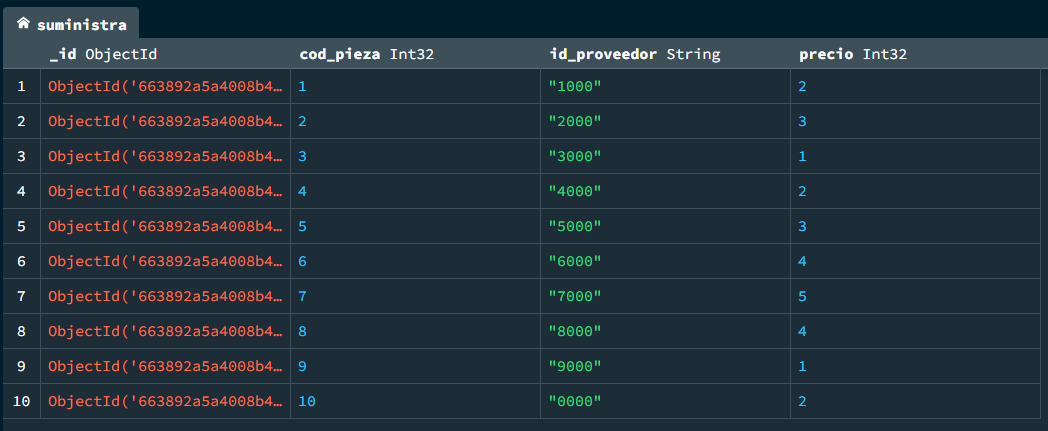 suministra
_id ObjectId cod_pieza Int32 id_proveedor String precio Int32
1 ObjectId('663892a5a4008b4… 1 "1000" 2
2 ObjectId('663892a5a4008b4… 2 "2000" 3
3 ObjectId('663892a5a4008b4… 3 "3000" 1
4 ObjectId('663892a5a4008b4… 4 "4000" 2
5 ObjectId('663892a5a4008b4… 5 "5000" 3
6 ObjectId('663892a5a4008b4… 6 "6000" 4
7 ObjectId('663892a5a4008b4… 7 "7000" 5
8 ObjectId('663892a5a4008b4… 8 "8000" 4
9 ObjectId('663892a5a4008b4… 9 "9000" 1
10 ObjectId('663892a5a4008b4… 10 "0000" 2